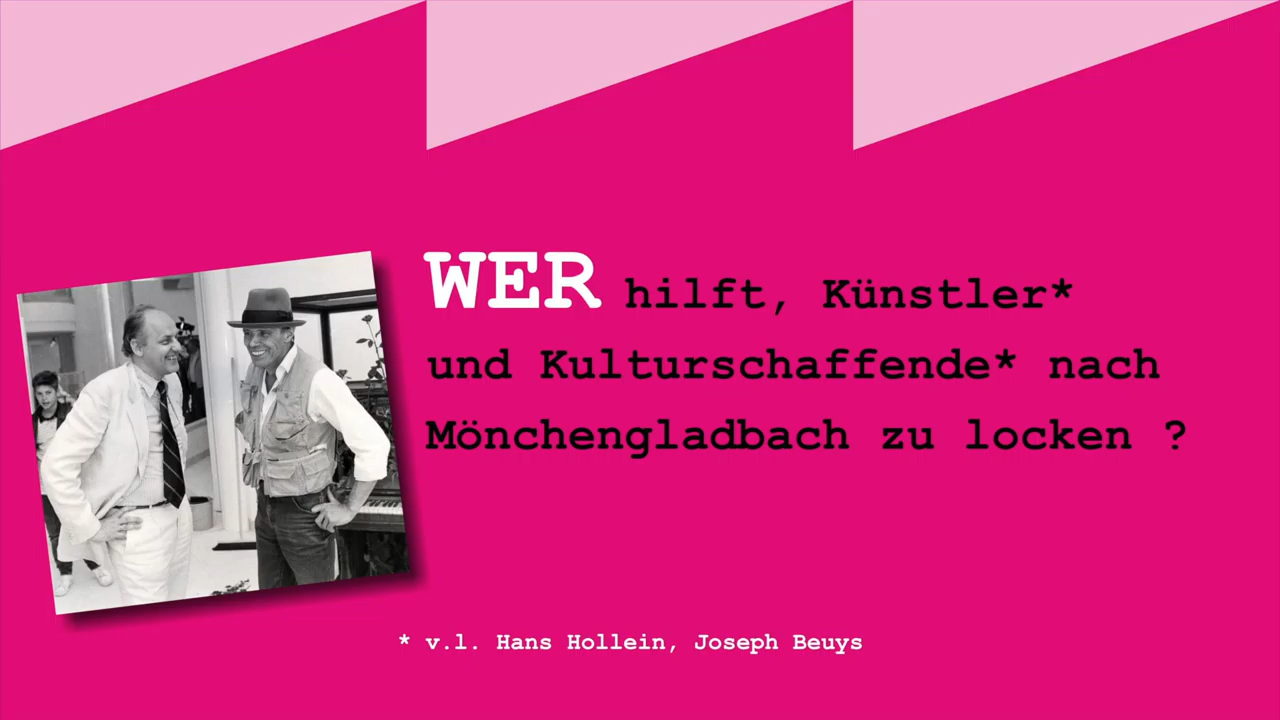 WER hilft, Künstler*
und Kulturschaffende* nach
Mönchengladbach zu locken ?
* v.l. Hans Hollein, Joseph Beuys